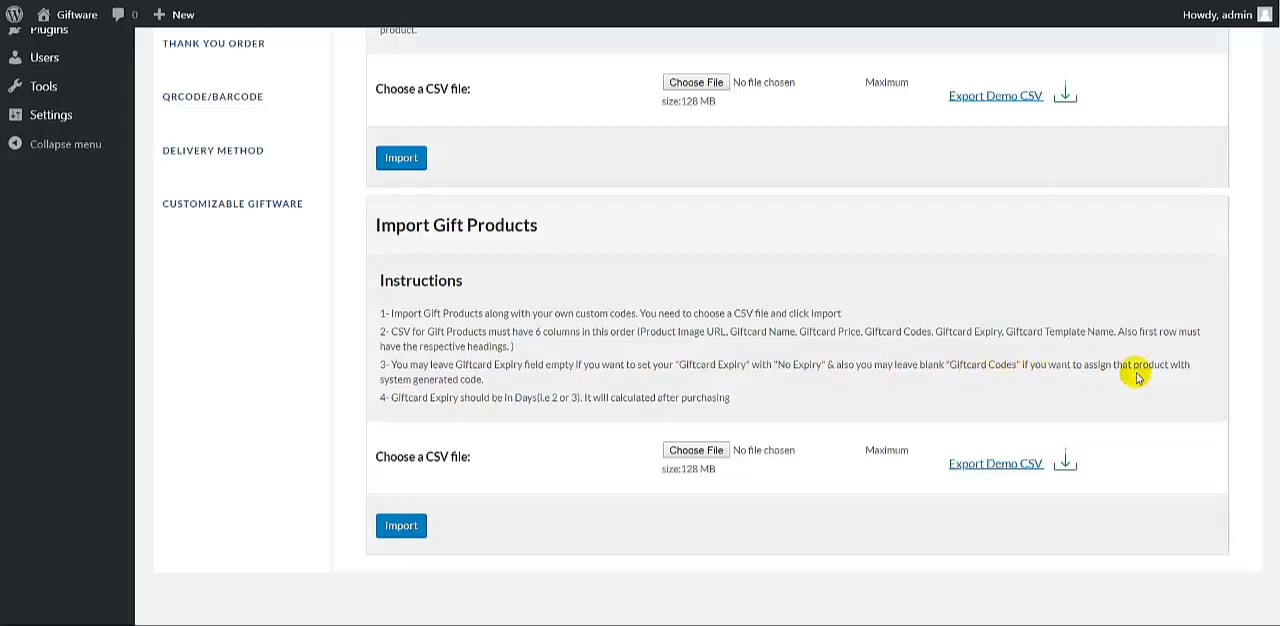 Giftware 0 New Howdy, admin
Plugins
Users
Tools
Settings
Collapse menu
THANK YOU ORDER
QRCODE/BARCODE
DELIVERY METHOD
CUSTOMIZABLE GIFTWARE
product.
Choose a CSV file: Choose File No file chosen Maximum
size:128 MB
Export Demo CSV
Import
Import Gift Products
Instructions
1- Import Gift Products along with your own custom codes. You need to choose a CSV file and click Import
2- CSV for Gift Products must have 6 columns in this order (Product Image URL, Giftcard Name, Giftcard Price, Giftcard Codes, Giftcard Expiry, Giftcard Template Name. Also first row must
have the respective headings. )
3- You may leave Giftcard Expiry field empty if you want to set your "Giftcard Expiry" with "No Expiry" & also you may leave blank "Giftcard Codes" if you want to assign that product with
system generated code.
4- Giftcard Expiry should be in Days(i.e 2 or 3). It will calculated after purchasing
Choose a CSV file: Choose File No file chosen Maximum
size:128 MB
Export Demo CSV
Import